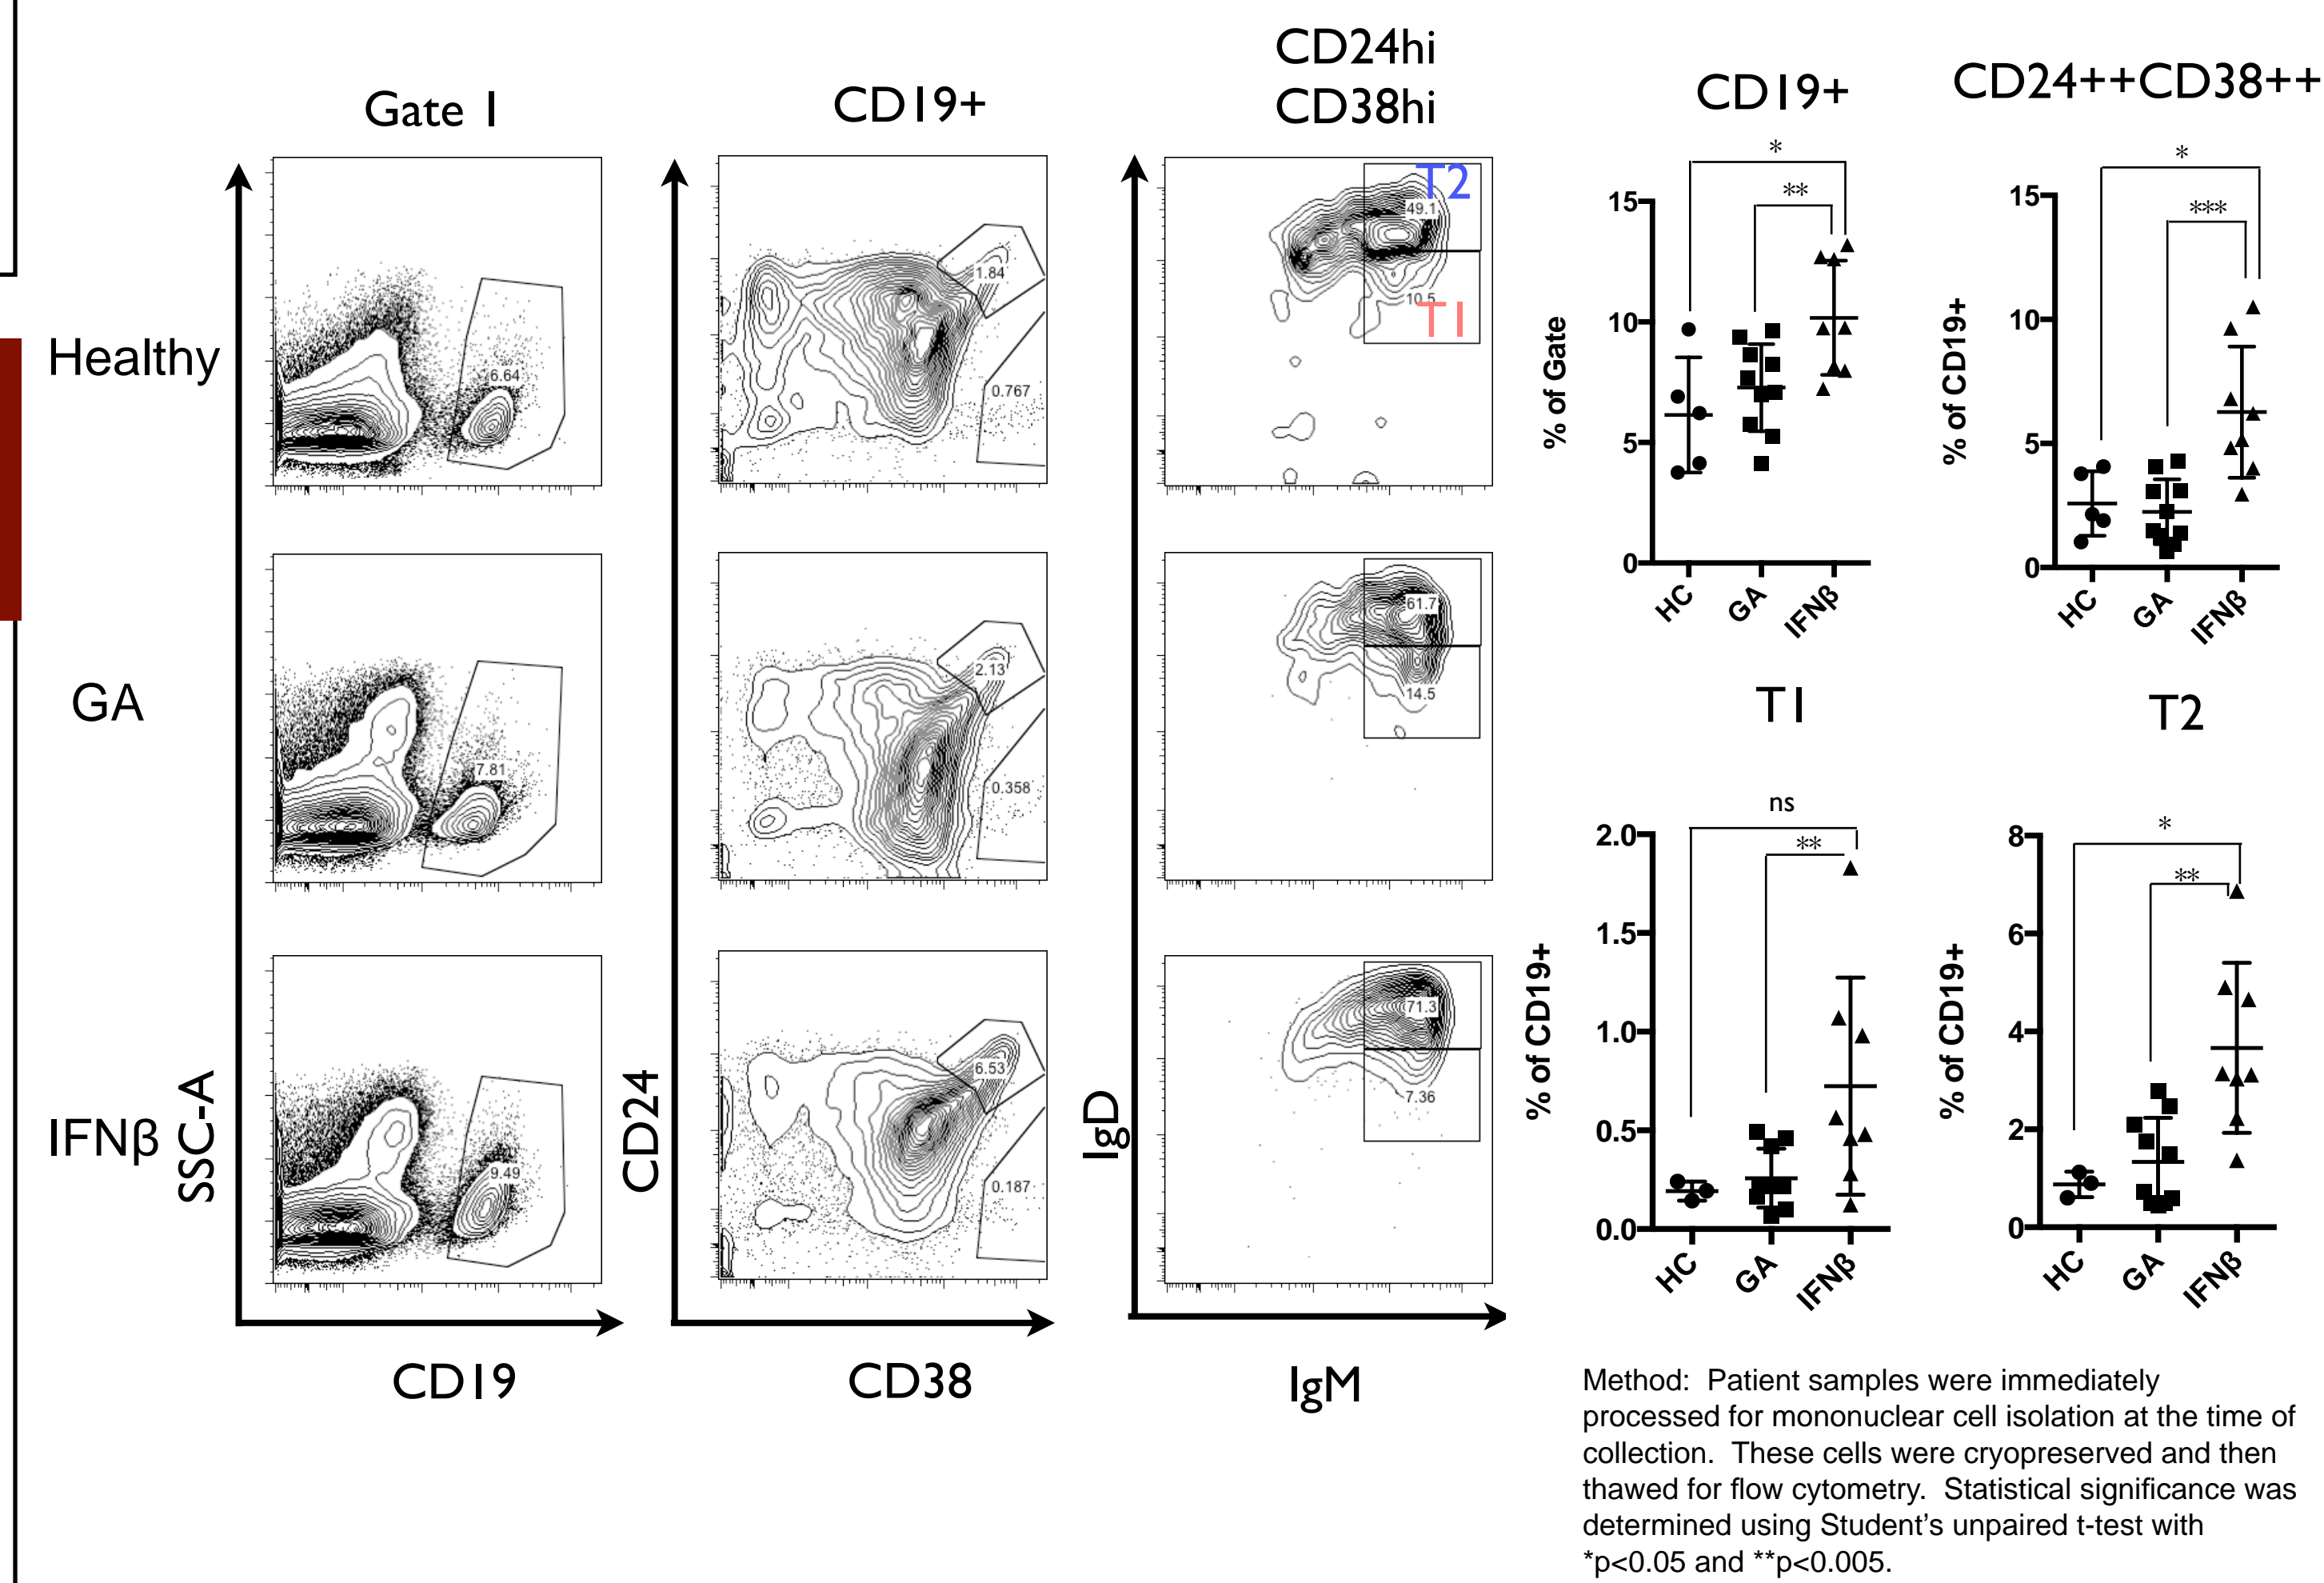 Gate 1
CD19+
CD24hi
CD38hi
Healthy
6.64
1.84
0.767
T2
49.1
10.5
T1
GA
7.81
2.13
0.358
61.7
14.5
IFNβ
9.49
6.53
0.187
71.3
7.36
SSC-A
CD24
IgD
CD19
CD38
IgM
CD19+
*
**
% of Gate
15
10
5
0
HC
GA
IFNβ
CD24++CD38++
*
***
% of CD19+
15
10
5
0
HC
GA
IFNβ
T1
ns
**
% of CD19+
2.0
1.5
1.0
0.5
0.0
HC
GA
IFNβ
T2
*
**
% of CD19+
8
6
4
2
0
HC
GA
IFNβ
Method: Patient samples were immediately
processed for mononuclear cell isolation at the time of
collection. These cells were cryopreserved and then
thawed for flow cytometry. Statistical significance was
determined using Student’s unpaired t-test with
*p<0.05 and **p<0.005.